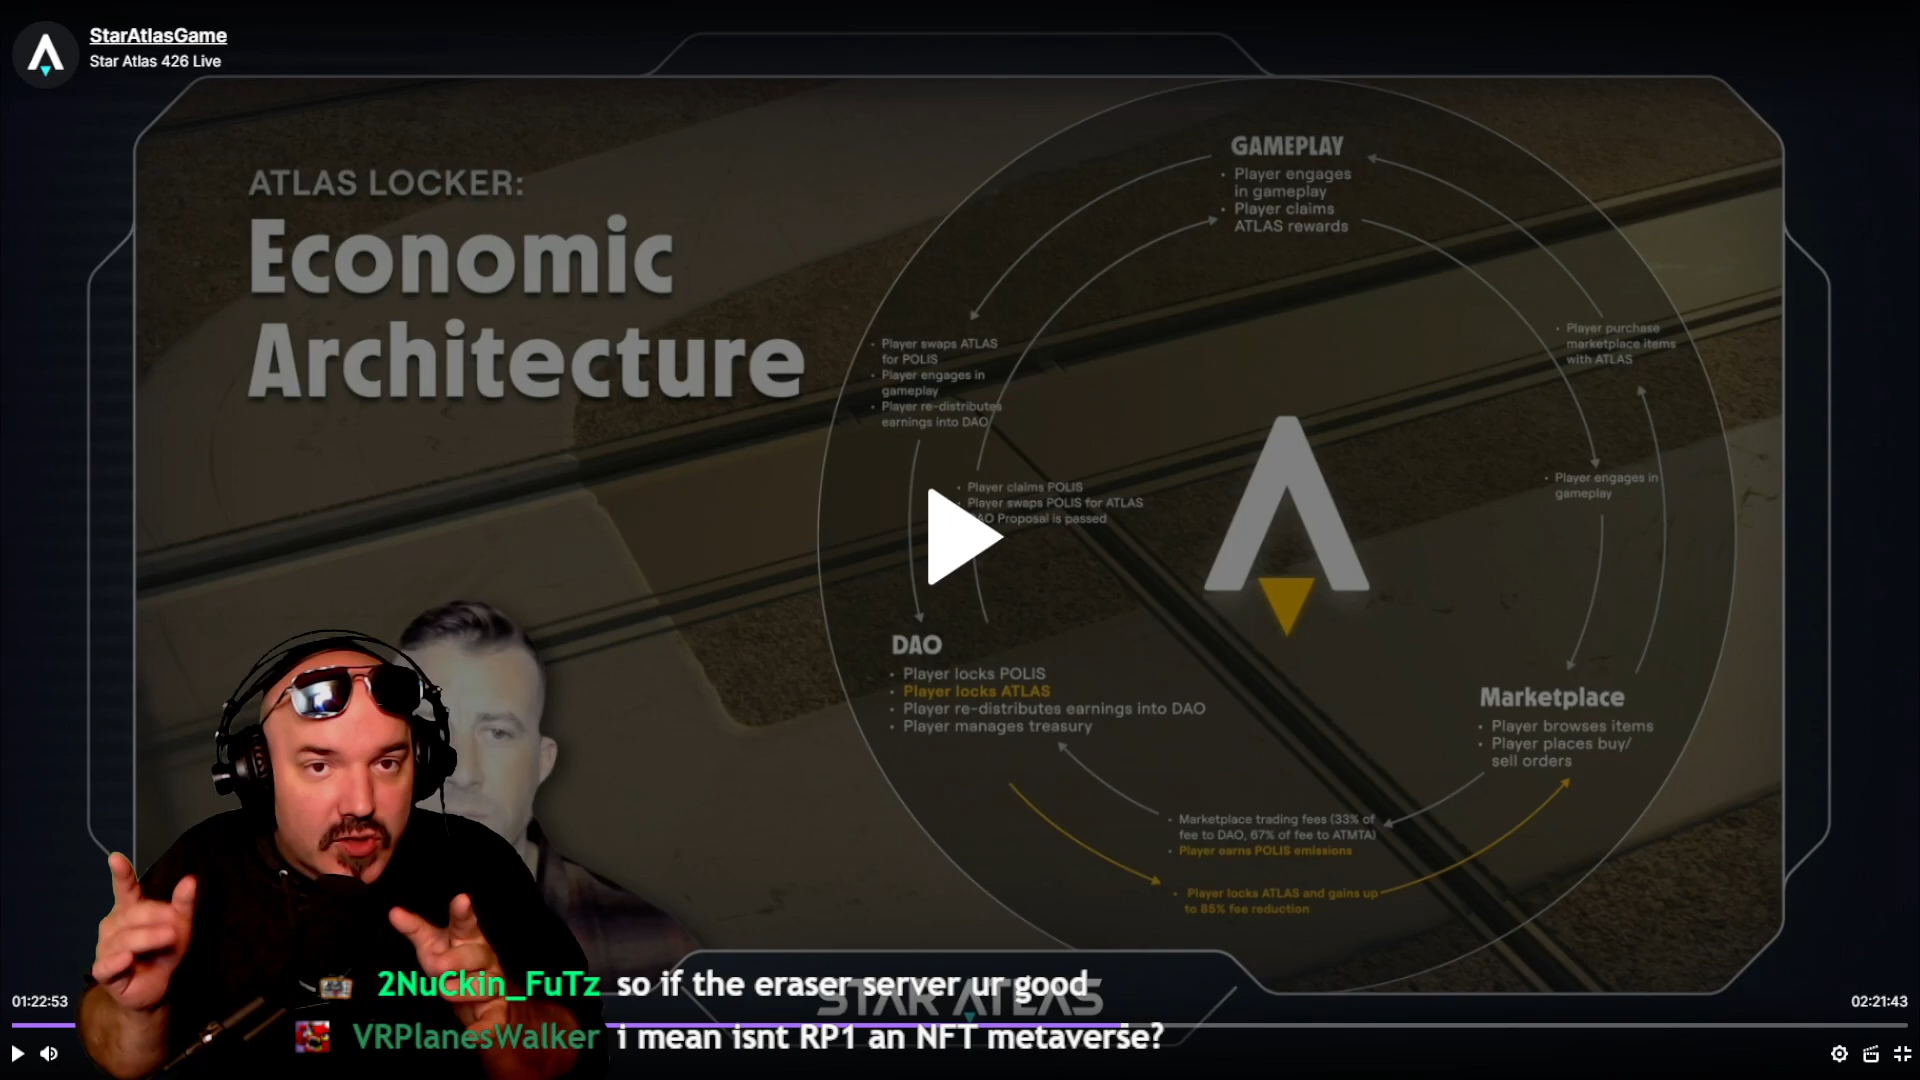 StarAtlasGame
Star Atlas 426 Live
ATLAS LOCKER:
Economic
Architecture
GAMEPLAY
• Player engages
in gameplay
• Player claims
ATLAS rewards
• Player swaps ATLAS
for POLIS
• Player engages in
gameplay
• Player re-distributes
earnings into DAO
• Player purchase
marketplace items
with ATLAS
• Player engages in
gameplay
• Player claims POLIS
Player swaps POLIS for ATLAS
Proposal is passed
DAO
• Player locks POLIS
• Player locks ATLAS
• Player re-distributes earnings into DAO
• Player manages treasury
Marketplace
• Player browses items
• Player places buy/
sell orders
• Marketplace trading fees (33% of
fee to DAO, 67% of fee to ATMTA)
• Player earns POLIS emissions
• Player locks ATLAS and gains up
to 85% fee reduction
2NuCkin_FuTz so if the eraser server ur good
STAR ATLAS
01:22:53
02:21:43
VRPlanesWalker i mean isnt RP1 an NFT metaverse?